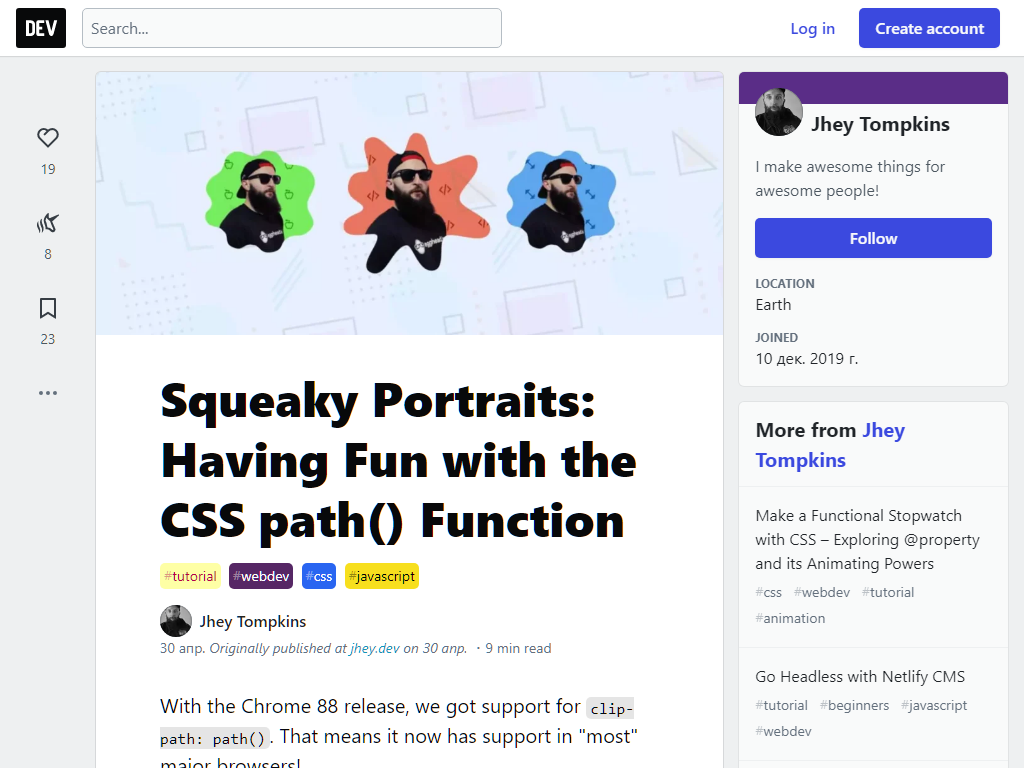 DEV
Search...
Log in
Create account
19
8
23
Squeaky Portraits:
Having Fun with the
CSS path() Function
#tutorial #webdev #css #javascript
Jhey Tompkins
30 апр. Originally published at jhey.dev on 30 апр. ・9 min read
With the Chrome 88 release, we got support for clip-
path: path(). That means it now has support in "most"
major browsers!
Jhey Tompkins
I make awesome things for
awesome people!
Follow
LOCATION
Earth
JOINED
10 дек. 2019 г.
More from Jhey
Tompkins
Make a Functional Stopwatch
with CSS – Exploring @property
and its Animating Powers
#css #webdev #tutorial
#animation
Go Headless with Netlify CMS
#tutorial #beginners #javascript
#webdev